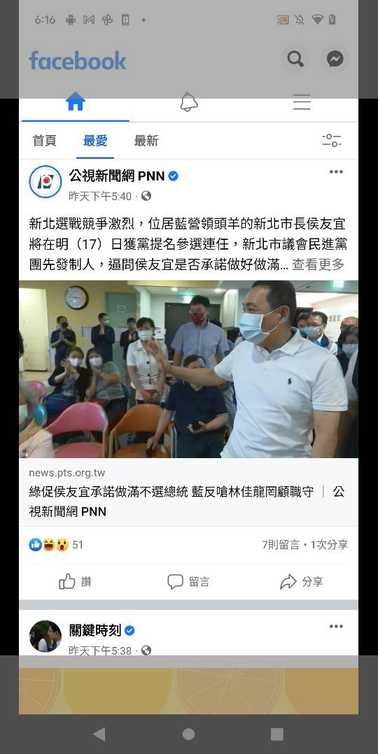 6:16
facebook
首頁 最愛 最新
公視新聞網 PNN
昨天下午5:40
新北選戰競爭激烈，位居藍營領頭羊的新北市長侯友宜
將在明（17）日獲黨提名參選連任，新北市議會民進黨
團先發制人，逼問侯友宜是否承諾做好做滿... 查看更多
news.pts.org.tw
綠促侯友宜承諾做滿不選總統 藍反嗆林佳龍罔顧職守 ｜ 公
視新聞網 PNN
51 7則留言・1次分享
讚 留言 分享
關鍵時刻
昨天下午5:38